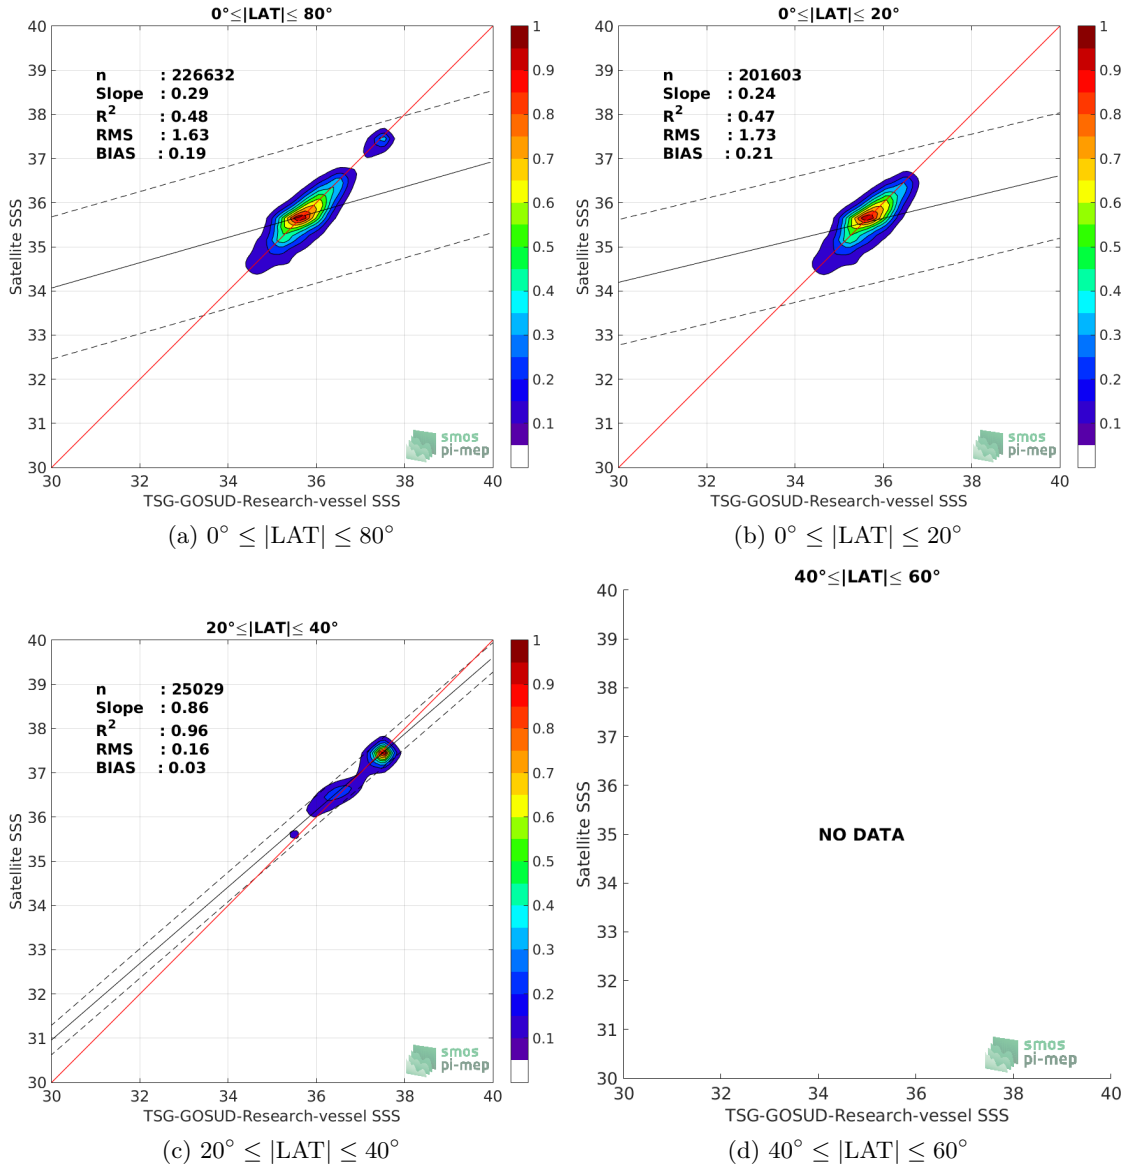 0°≤|LAT|≤ 80°
40
39
38
37
36
35
34
33
32
31
30
n : 226632
Slope : 0.29
R² : 0.48
RMS : 1.63
BIAS : 0.19
Satellite SSS
smos
pi-mep
30 32 34 36 38 40
TSG-GOSUD-Research-vessel SSS
1
0.9
0.8
0.7
0.6
0.5
0.4
0.3
0.2
0.1
(a) 0° ≤ |LAT| ≤ 80°
0°≤|LAT|≤ 20°
40
39
38
37
36
35
34
33
32
31
30
n : 201603
Slope : 0.24
R² : 0.47
RMS : 1.73
BIAS : 0.21
Satellite SSS
smos
pi-mep
30 32 34 36 38 40
TSG-GOSUD-Research-vessel SSS
1
0.9
0.8
0.7
0.6
0.5
0.4
0.3
0.2
0.1
(b) 0° ≤ |LAT| ≤ 20°
20°≤|LAT|≤ 40°
40
39
38
37
36
35
34
33
32
31
30
n : 25029
Slope : 0.86
R² : 0.96
RMS : 0.16
BIAS : 0.03
Satellite SSS
smos
pi-mep
30 32 34 36 38 40
TSG-GOSUD-Research-vessel SSS
1
0.9
0.8
0.7
0.6
0.5
0.4
0.3
0.2
0.1
(c) 20° ≤ |LAT| ≤ 40°
40°≤|LAT|≤ 60°
40
39
38
37
36
35
34
33
32
31
30
Satellite SSS
NO DATA
smos
pi-mep
30 32 34 36 38 40
TSG-GOSUD-Research-vessel SSS
(d) 40° ≤ |LAT| ≤ 60°